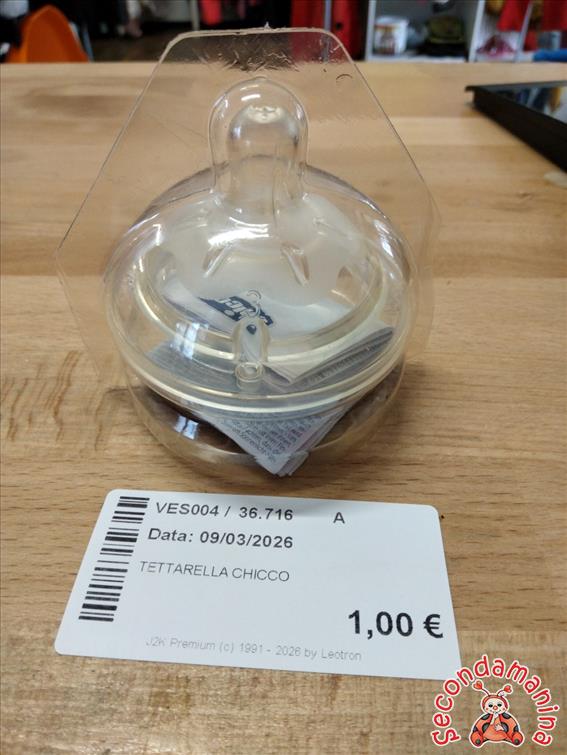 VES004 / 36.716 A
Data: 09/03/2026
TETTARELLA CHICCO
1,00 €
J2K Premium (c) 1991 - 2026 by Leotron
secondamanina